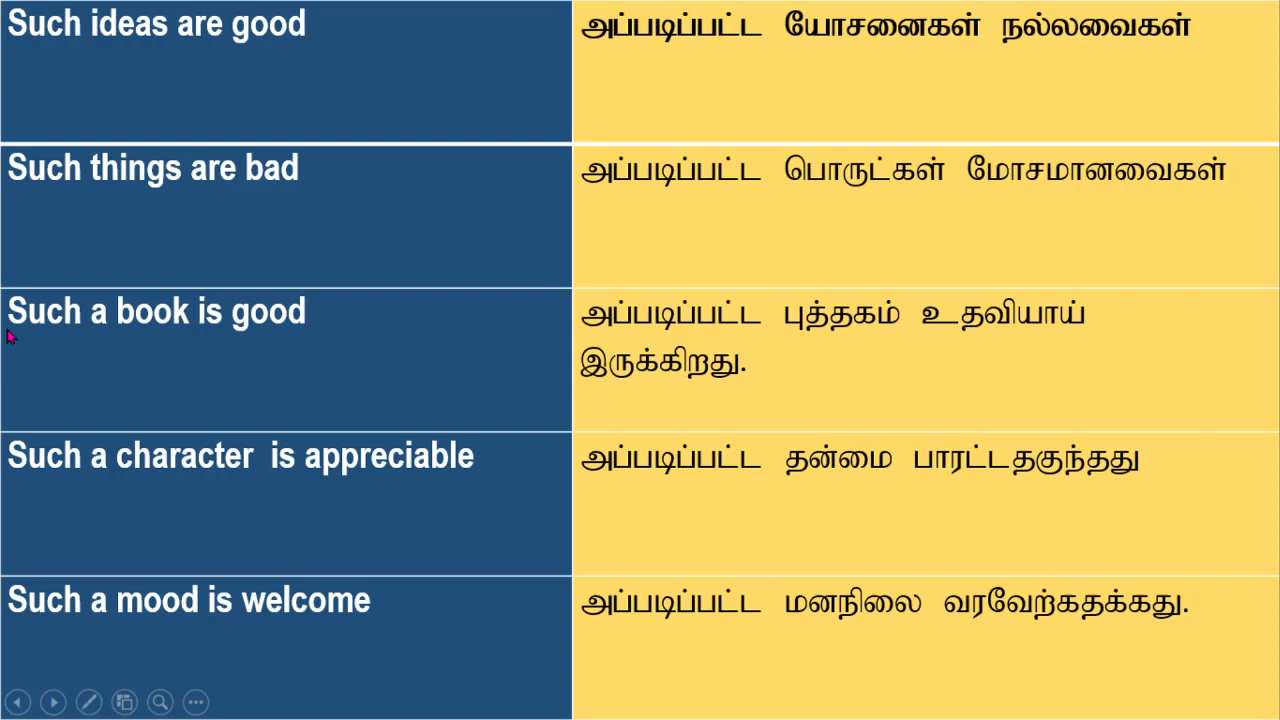 Such ideas are good
அப்படிப்பட்ட யோசனைகள் நல்லவைகள்
Such things are bad
அப்படிப்பட்ட பொருட்கள் மோசமானவைகள்
Such a book is good
அப்படிப்பட்ட புத்தகம் உதவியாய்
இருக்கிறது.
Such a character is appreciable
அப்படிப்பட்ட தன்மை பாரட்டதகுந்தது
Such a mood is welcome
அப்படிப்பட்ட மனநிலை வரவேற்கதக்கது.